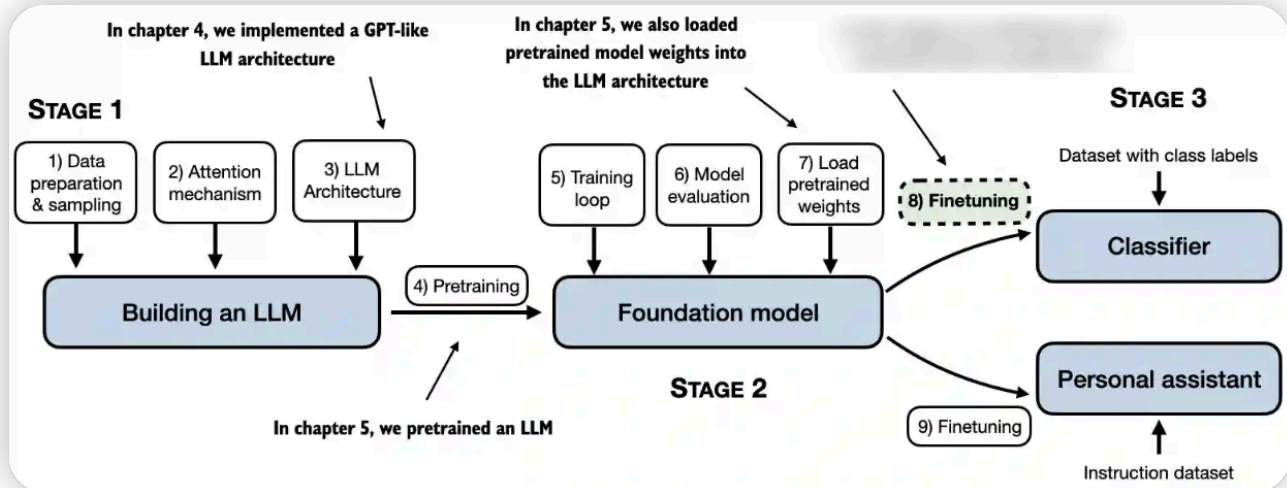 In chapter 4, we implemented a GPT-like
LLM architecture
In chapter 5, we also loaded
pretrained model weights into
the LLM architecture
STAGE 1
STAGE 3
1) Data
preparation
& sampling
2) Attention
mechanism
3) LLM
Architecture
5) Training
loop
6) Model
evaluation
7) Load
pretrained
weights
8) Finetuning
Dataset with class labels
Classifier
Building an LLM
4) Pretraining
Foundation model
STAGE 2
Personal assistant
In chapter 5, we pretrained an LLM
9) Finetuning
Instruction dataset